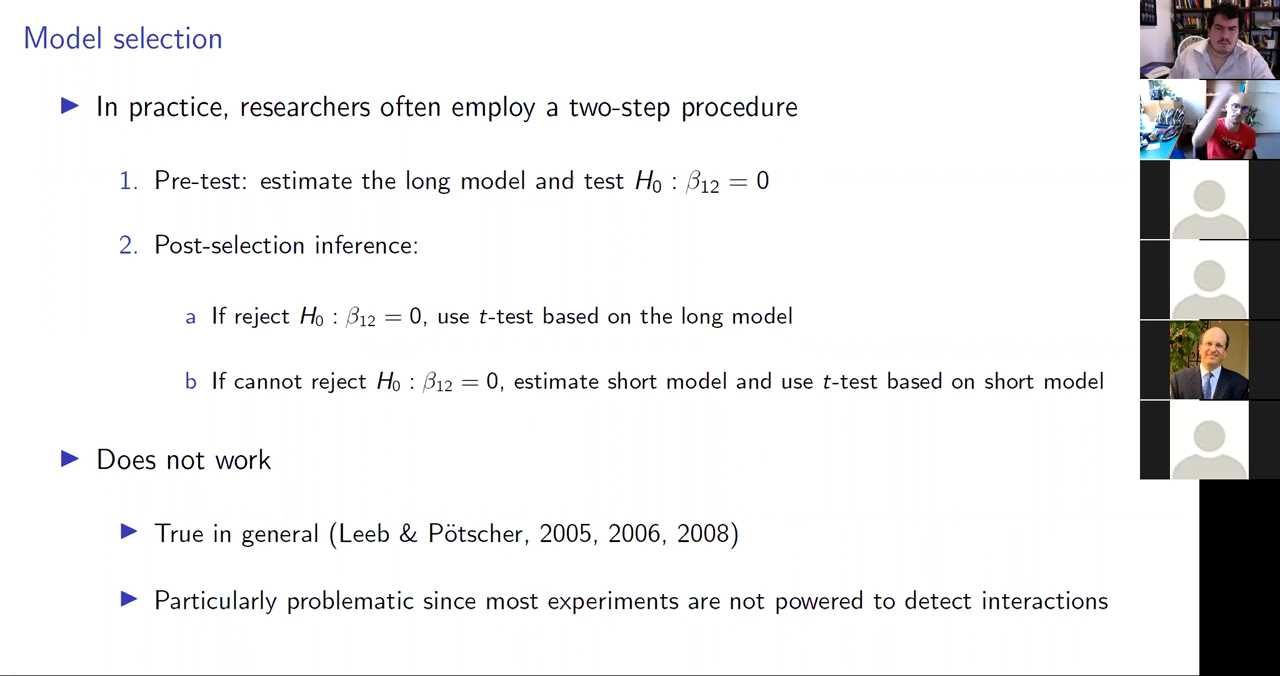 Model selection
▶ In practice, researchers often employ a two-step procedure
1. Pre-test: estimate the long model and test H₀ : β₁₂ = 0
2. Post-selection inference:
a If reject H₀ : β₁₂ = 0, use t-test based on the long model
b If cannot reject H₀ : β₁₂ = 0, estimate short model and use t-test based on short model
▶ Does not work
▶ True in general (Leeb & Pötscher, 2005, 2006, 2008)
▶ Particularly problematic since most experiments are not powered to detect interactions